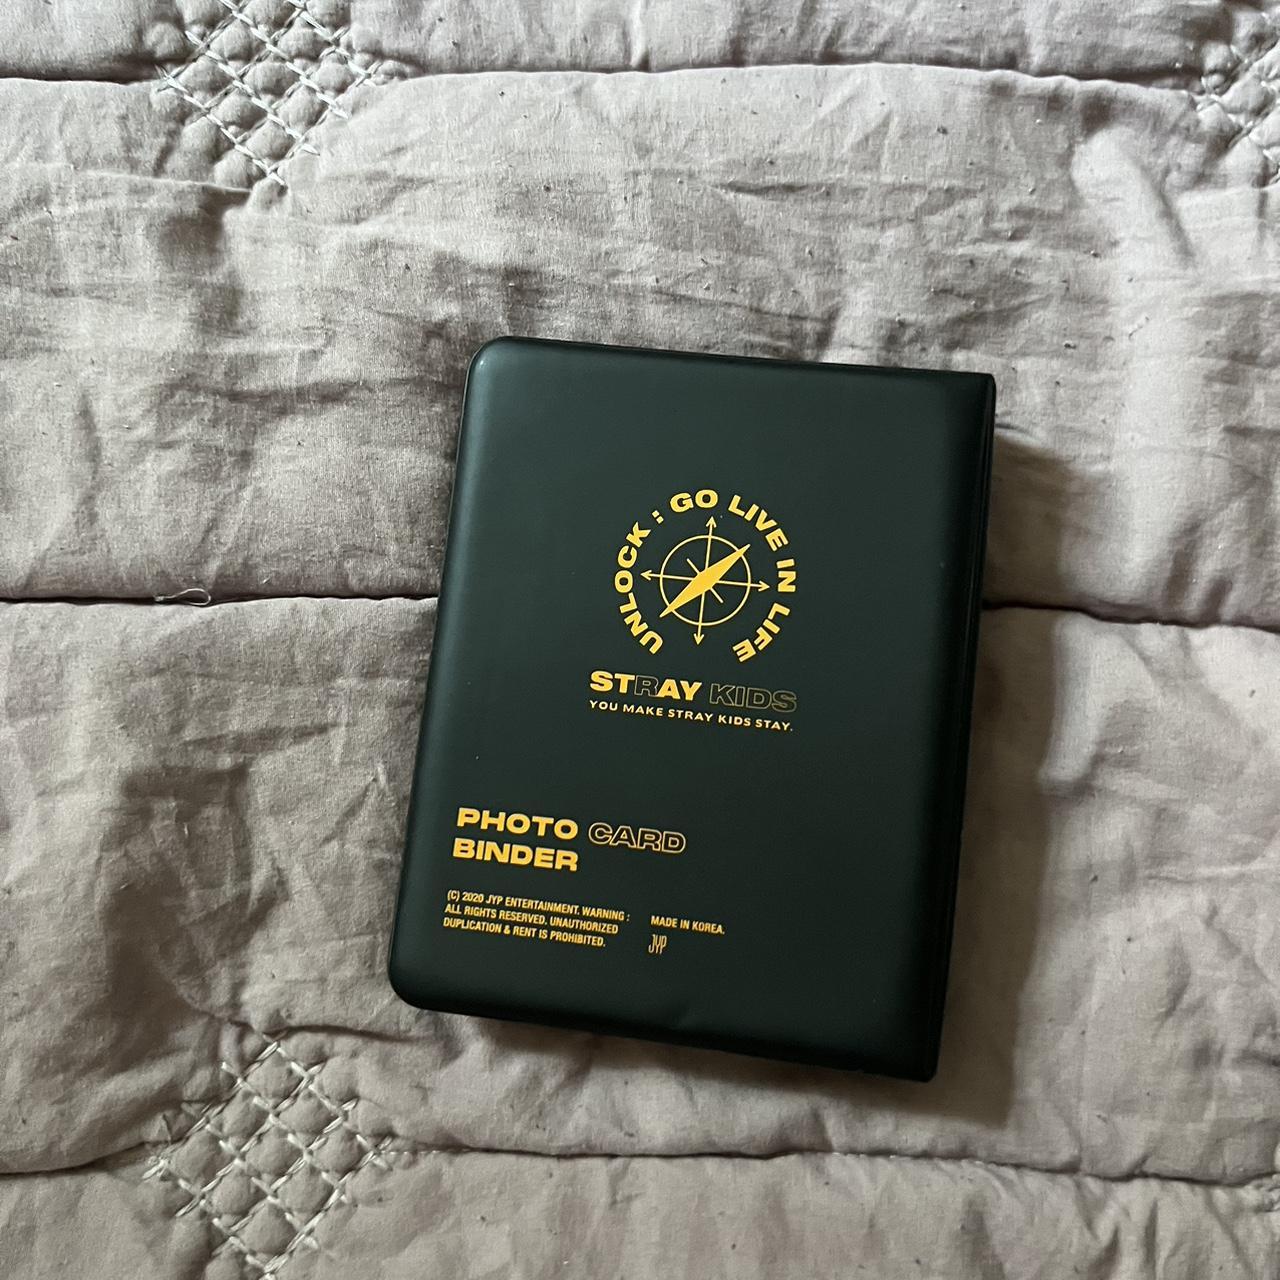 UNLOCK : GO LIVE IN LIFE
STRAY KIDS
YOU MAKE STRAY KIDS STAY.
PHOTO CARD
BINDER
(C) 2020 JYP ENTERTAINMENT. WARNING :
ALL RIGHTS RESERVED. UNAUTHORIZED
DUPLICATION & RENT IS PROHIBITED.
MADE IN KOREA.
JYP